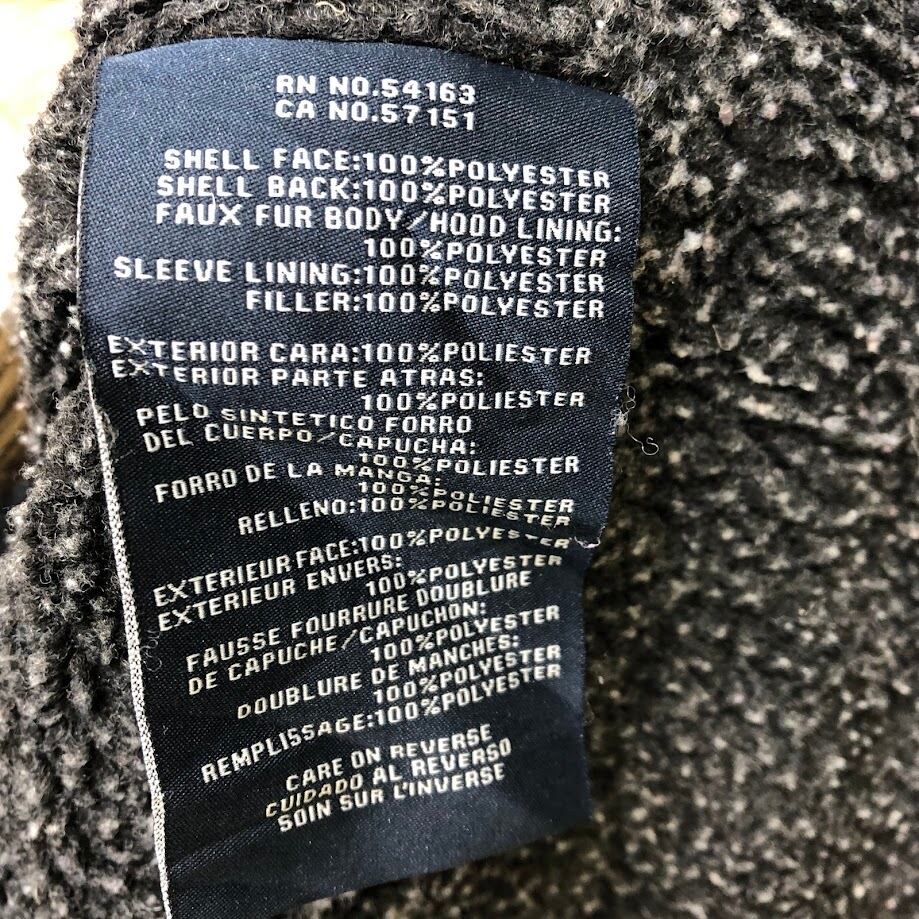 RN NO.54163
CA NO.57151
SHELL FACE:100%POLYESTER
SHELL BACK:100%POLYESTER
FAUX FUR BODY/HOOD LINING:
100%POLYESTER
SLEEVE LINING:100%POLYESTER
FILLER:100%POLYESTER
EXTERIOR CARA:100%POLIESTER
EXTERIOR PARTE ATRAS:
100%POLIESTER
PELO SINTETICO FORRO
DEL CUERPO/CAPUCHA:
100%POLIESTER
FORRO DE LA MANGA:
100%POLIESTER
RELLENO:100%POLIESTER
EXTERIEUR FACE:100%POLYESTER
EXTERIEUR ENVERS:
100%POLYESTER
FAUSSE FOURRURE DOUBLURE
DE CAPUCHE/CAPUCHON:
100%POLYESTER
DOUBLURE DE MANCHES:
100%POLYESTER
REMPLISSAGE:100%POLYESTER
CARE ON REVERSE
CUIDADO AL REVERSO
SOIN SUR L'INVERSE